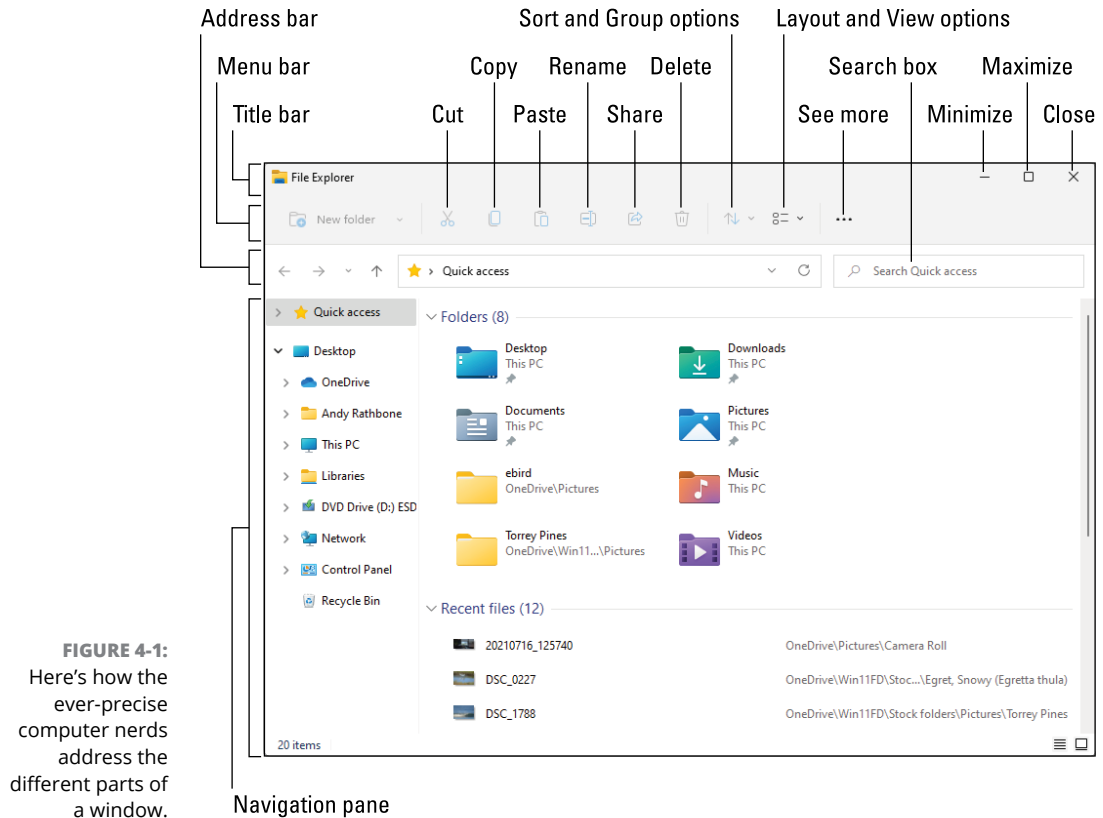 Address bar
Sort and Group options
Layout and View options
Menu bar
Copy
Rename
Delete
Search box
Maximize
Title bar
Cut
Paste
Share
See more
Minimize
Close
File Explorer
New folder
Quick access
Search Quick access
Quick access
Desktop
OneDrive
Andy Rathbone
This PC
Libraries
DVD Drive (D:) ESD
Network
Control Panel
Recycle Bin
Folders (8)
Desktop
This PC
Downloads
This PC
Documents
This PC
Pictures
This PC
ebird
OneDrive\Pictures
Music
This PC
Torrey Pines
OneDrive\Win11...\Pictures
Videos
This PC
Recent files (12)
20210716_125740
OneDrive\Pictures\Camera Roll
DSC_0227
OneDrive\Win11FD\Stoc...\Egret, Snowy (Egretta thula)
DSC_1788
OneDrive\Win11FD\Stock folders\Pictures\Torrey Pines
20 items
FIGURE 4-1:
Here's how the
ever-precise
computer nerds
address the
different parts of
a window.
Navigation pane